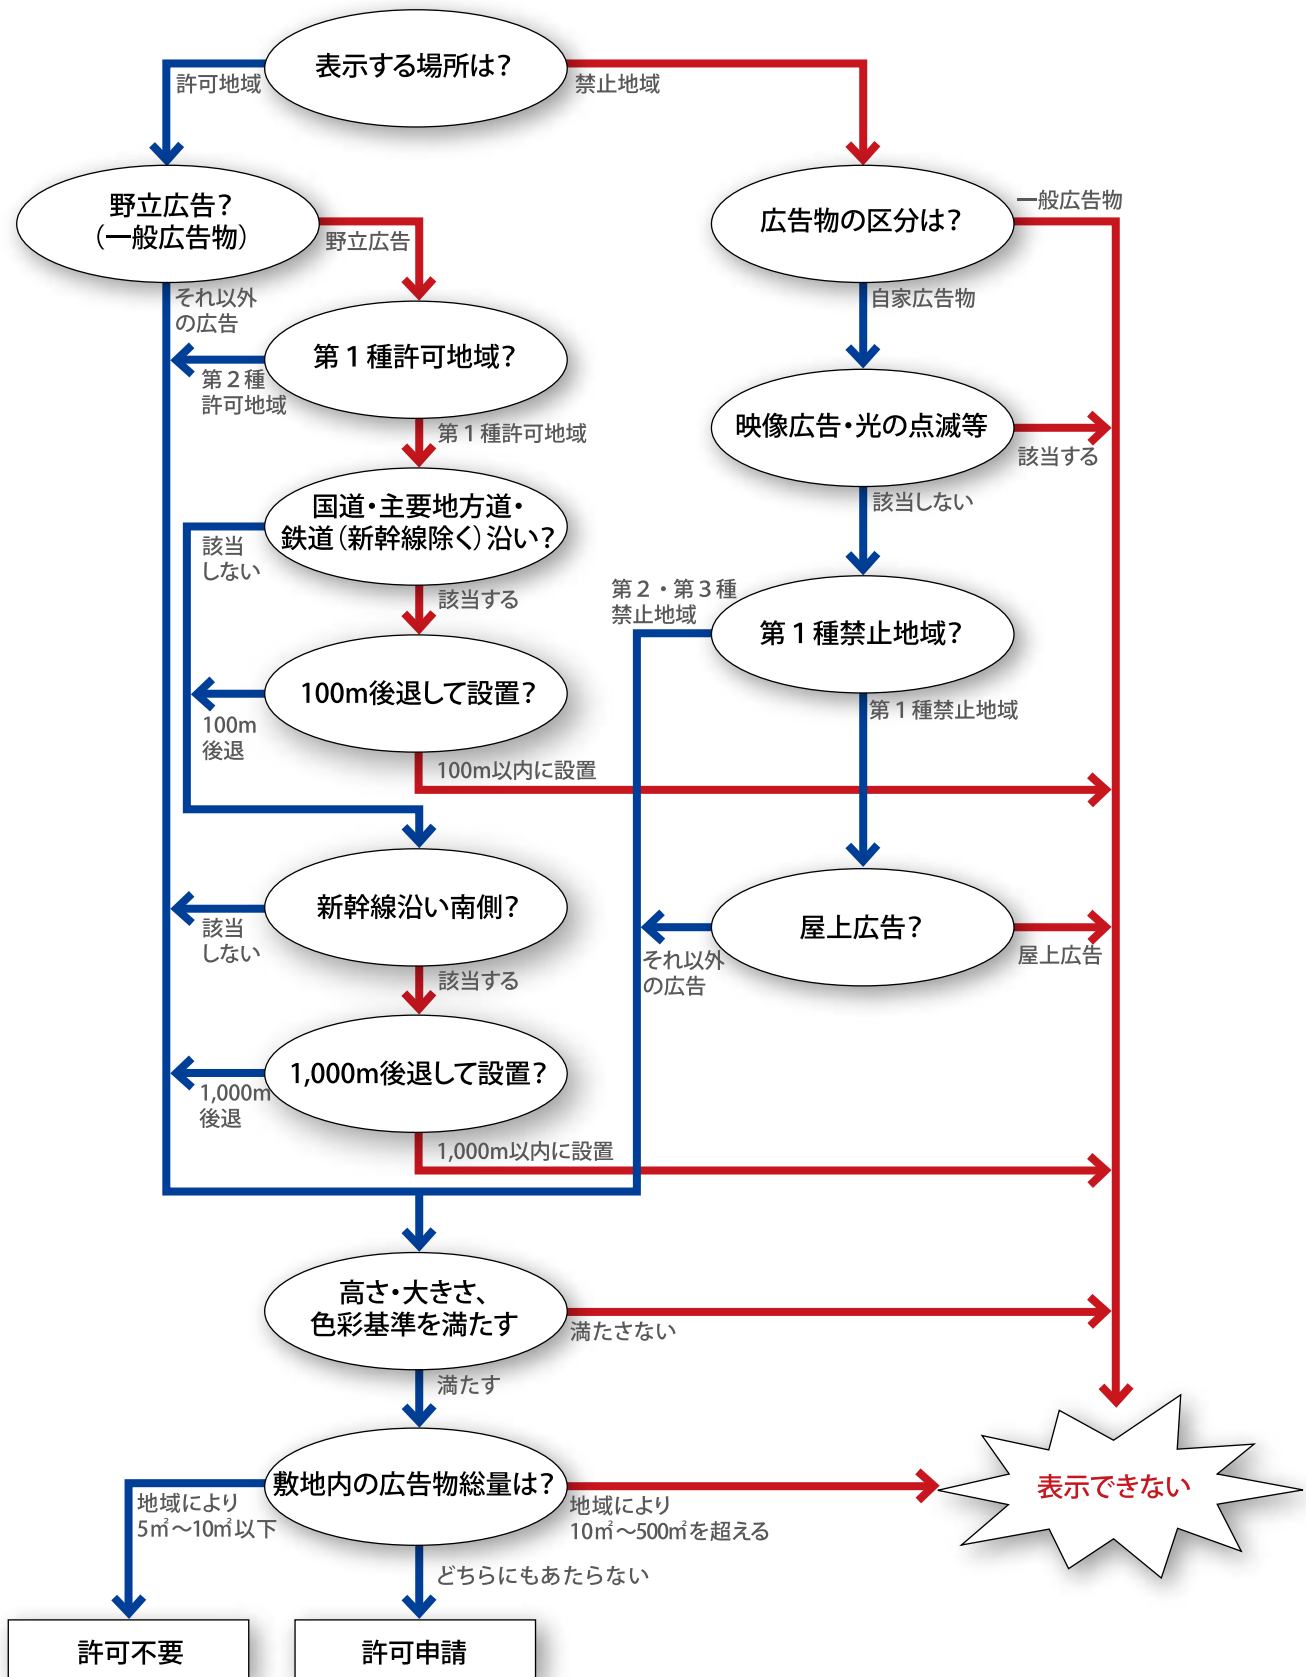 表示する場所は？
許可地域
禁止地域
野立広告？
（一般広告物）
野立広告
広告物の区分は？
一般広告物
それ以外
の広告
自家広告物
第１種許可地域？
第２種
許可地域
第１種許可地域
映像広告・光の点滅等
該当する
該当しない
国道・主要地方道・
鉄道（新幹線除く）沿い？
該当
しない
該当する
第２・第３種
禁止地域
第１種禁止地域？
第１種禁止地域
100m後退して設置？
100m
後退
100m以内に設置
新幹線沿い南側？
該当
しない
該当する
屋上広告？
それ以外
の広告
屋上広告
1,000m後退して設置？
1,000m
後退
1,000m以内に設置
高さ・大きさ、
色彩基準を満たす
満たさない
満たす
敷地内の広告物総量は？
地域により
5㎡～10㎡以下
地域により
10㎡～500㎡を超える
表示できない
どちらにもあたらない
許可不要
許可申請